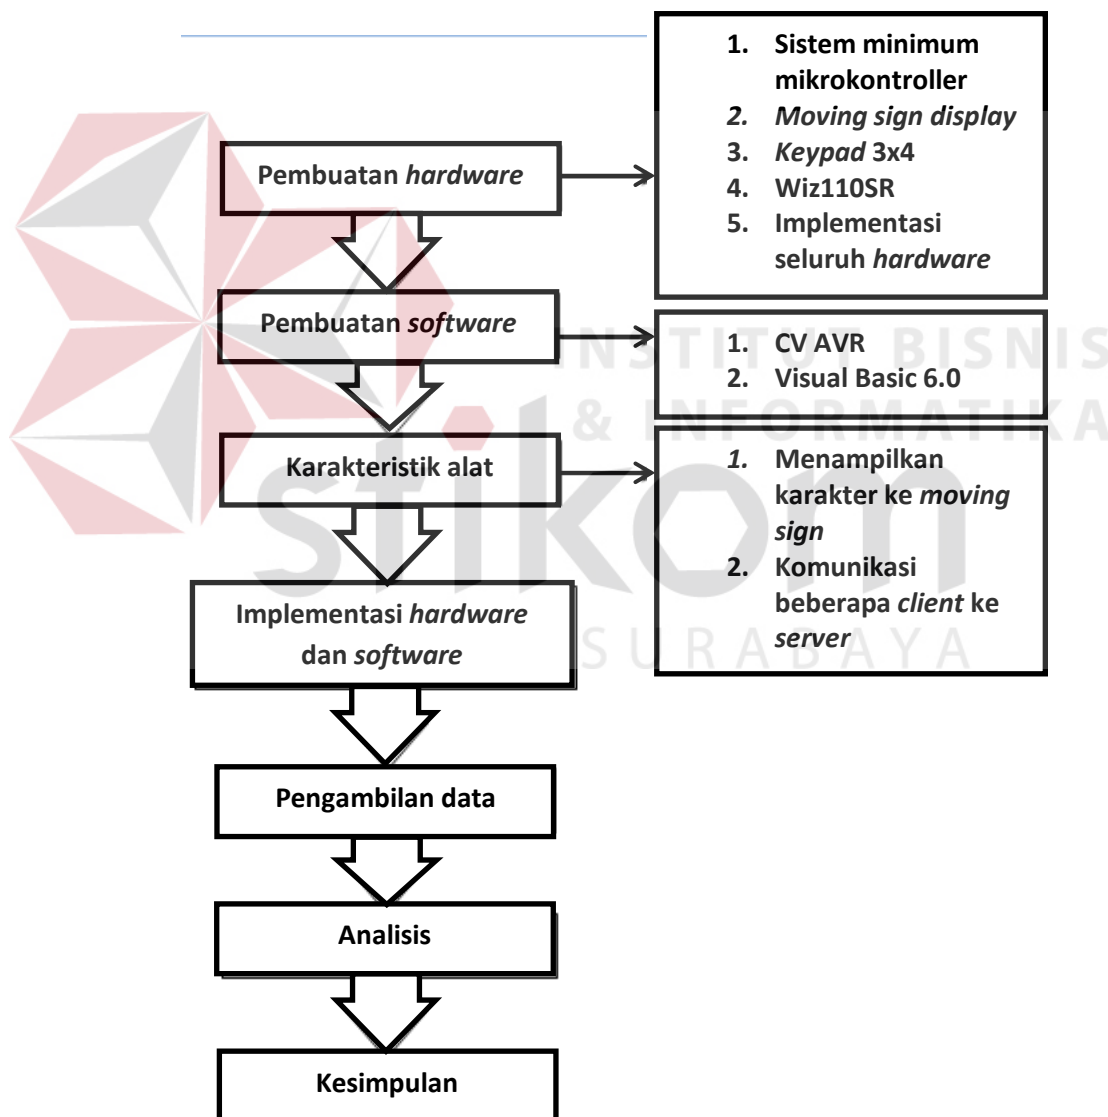 1. Sistem minimum
mikrokontroller
2. Moving sign display
3. Keypad 3x4
4. Wiz110SR
5. Implementasi
seluruh hardware
Pembuatan hardware
Pembuatan software
1. CV AVR
2. Visual Basic 6.0
INSTITUT BISNIS
& INFORMATIKA
stikom
SURABAYA
Karakteristik alat
1. Menampilkan
karakter ke moving
sign
2. Komunikasi
beberapa client ke
server
Implementasi hardware
dan software
Pengambilan data
Analisis
Kesimpulan